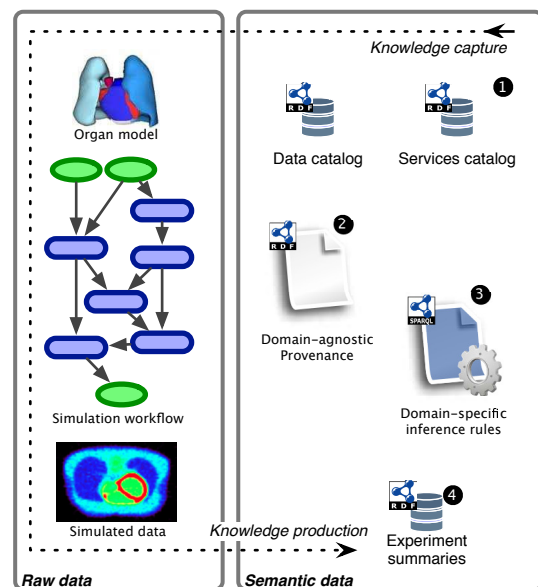 Knowledge capture
Organ model
RDF
RDF
1
Data catalog
Services catalog
RDF
2
Domain-agnostic
Provenance
SPARQL
3
Domain-specific
inference rules
Simulation workflow
Simulated data
Knowledge production
RDF
4
Experiment
summaries
Raw data
Semantic data